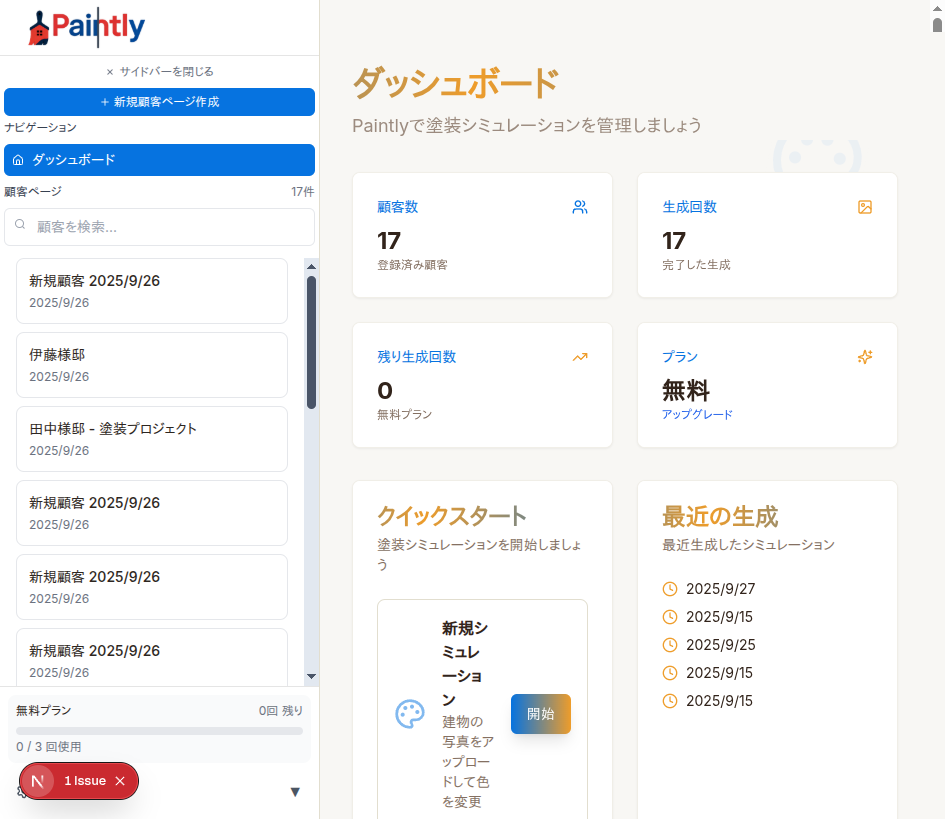 Paintly
× サイドバーを閉じる
+ 新規顧客ページ作成
ナビゲーション
ダッシュボード
顧客ページ 17件
顧客を検索...
新規顧客 2025/9/26
2025/9/26
伊藤様邸
2025/9/26
田中様邸 - 塗装プロジェクト
2025/9/26
新規顧客 2025/9/26
2025/9/26
新規顧客 2025/9/26
2025/9/26
新規顧客 2025/9/26
2025/9/26
無料プラン 0回 残り
0 / 3 回使用
N 1 Issue ×
▼
ダッシュボード
Paintlyで塗装シミュレーションを管理しましょう
顧客数
17
登録済み顧客
生成回数
17
完了した生成
残り生成回数
0
無料プラン
プラン
無料
アップグレード
クイックスタート
塗装シミュレーションを開始しましょ
う
新規シ
ミュレ
ーショ
ン
建物の
写真をア
ップロー
ドして色
を変更
開始
最近の生成
最近生成したシミュレーション
2025/9/27
2025/9/15
2025/9/25
2025/9/15
2025/9/15